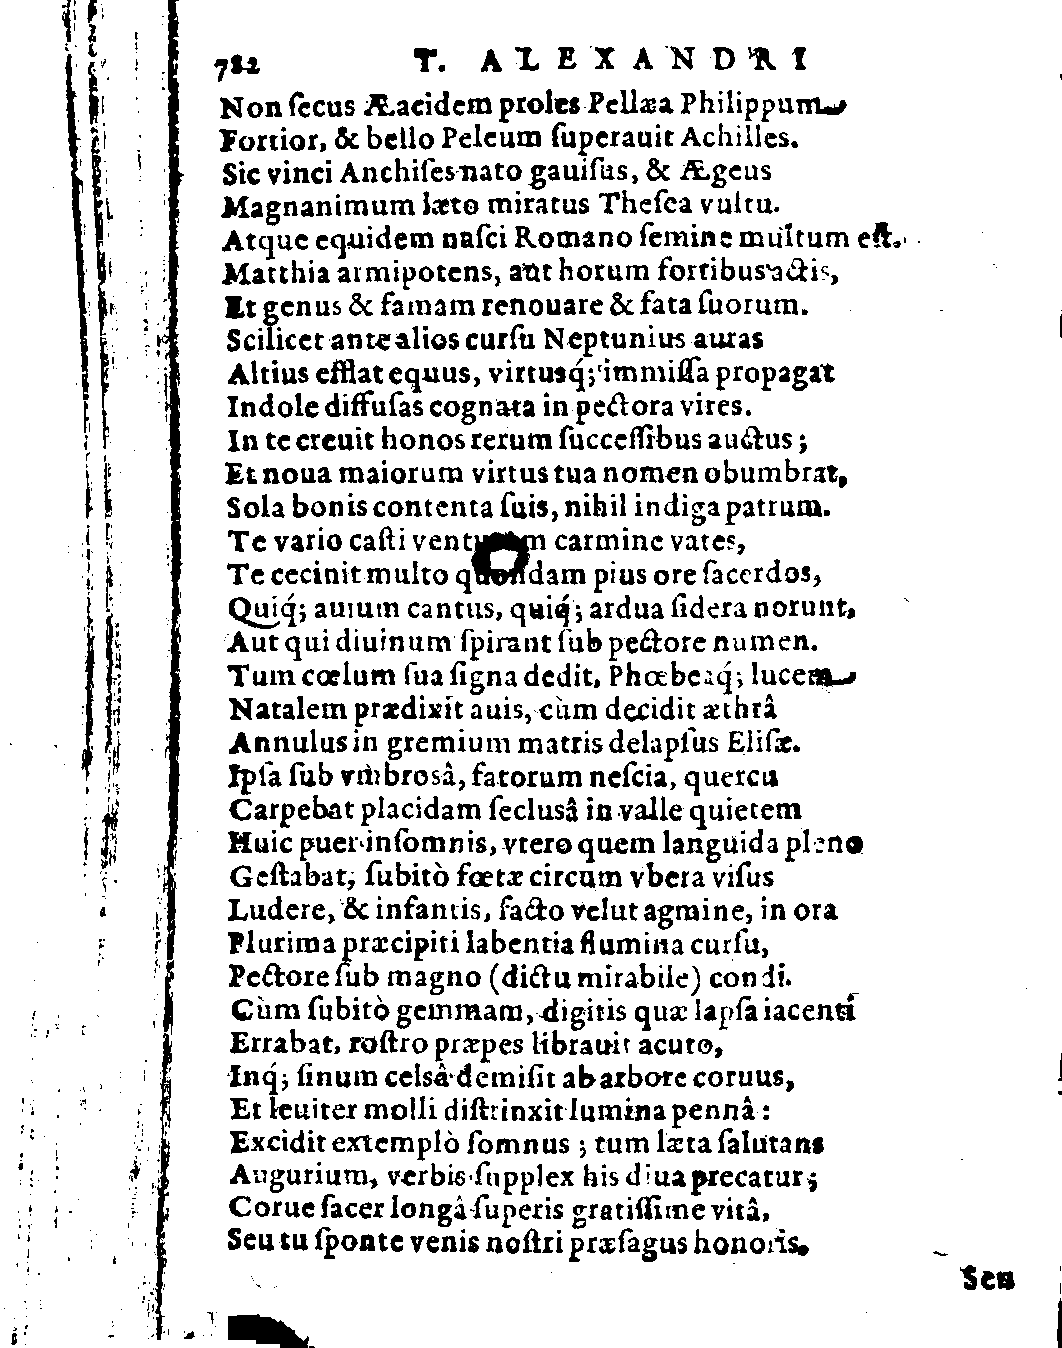 782 T. ALEXANDRI
Non ſecus Æacidem proles Pellæa Philippum
Fortior, & bello Peleum ſuperauit Achilles.
Sic vinci Anchiſes nato gauiſus, & Ægeus
Magnanimum læto miratus Theſea vultu.
Atque equidem naſci Romano ſemine multum eſt.
Matthia armipotens, aut horum fortibus actis,
Et genus & famam renouare & fata ſuorum.
Scilicet ante alios curſu Neptunius auras
Altius efflat equus, virtusq́; immiſſa propagat
Indole diffuſas cognata in pectora vires.
In te creuit honos rerum ſucceſſibus auctus;
Et noua maiorum virtus tua nomen obumbrat,
Sola bonis contenta ſuis, nihil indiga patrum.
Te vario caſti venturum carmine vates,
Te cecinit multo quondam pius ore ſacerdos,
Quiq́; auium cantus, quiq́; ardua ſidera norunt,
Aut qui diuinum ſpirant ſub pectore numen.
Tum cœlum ſua ſigna dedit, Phœbeaq́; lucem
Natalem prædixit auis, cùm decidit æthrâ
Annulus in gremium matris delapſus Eliſæ.
Ipſa ſub vmbrosâ, fatorum neſcia, quercu
Carpebat placidam ſeclusâ in valle quietem
Huic puer inſomnis, vtero quem languida pleno
Geſtabat, ſubitò fœtæ circum vbera viſus
Ludere, & infantis, facto velut agmine, in ora
Plurima præcipiti labentia flumina curſu,
Pectore ſub magno (dictu mirabile) condi.
Cùm ſubitò gemmam, digitis quæ lapſa iacenti
Errabat, roſtro præpes librauit acuto,
Inq́; ſinum celsâ demiſit ab arbore coruus,
Et leuiter molli diſtrinxit lumina pennâ:
Excidit extemplò ſomnus; tum læta ſalutans
Augurium, verbis ſupplex his diua precatur;
Corue ſacer longâ ſuperis gratiſſime vitâ,
Seu tu ſponte venis noſtri præſagus honoris.
Seu